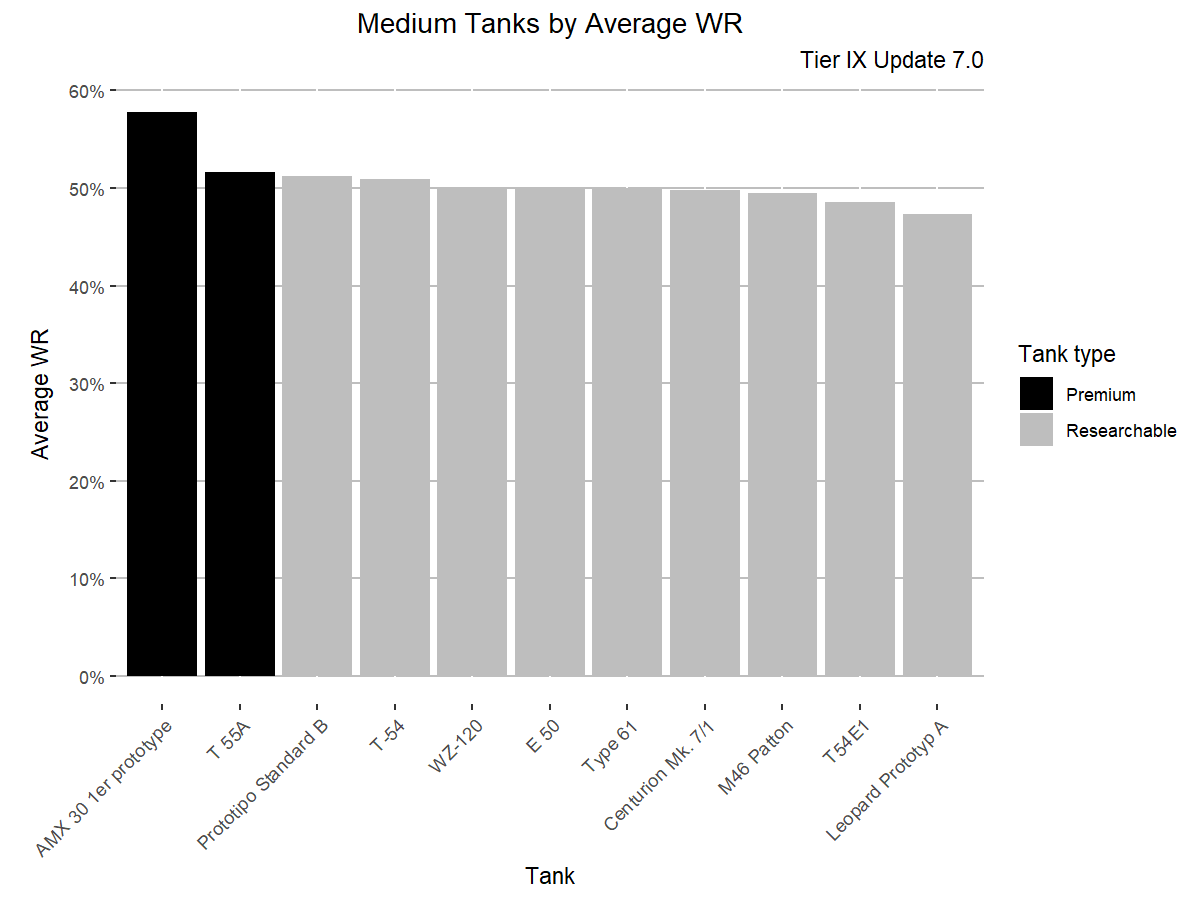 Medium Tanks by Average WR
Tier IX Update 7.0
60%
50%
40%
30%
20%
10%
0%
Average WR
AMX 30 1er prototype
T 55A
Prototipo Standard B
T-54
WZ-120
E 50
Type 61
Centurion Mk. 7/1
M46 Patton
T54E1
Leopard Prototyp A
Tank
Tank type
Premium
Researchable